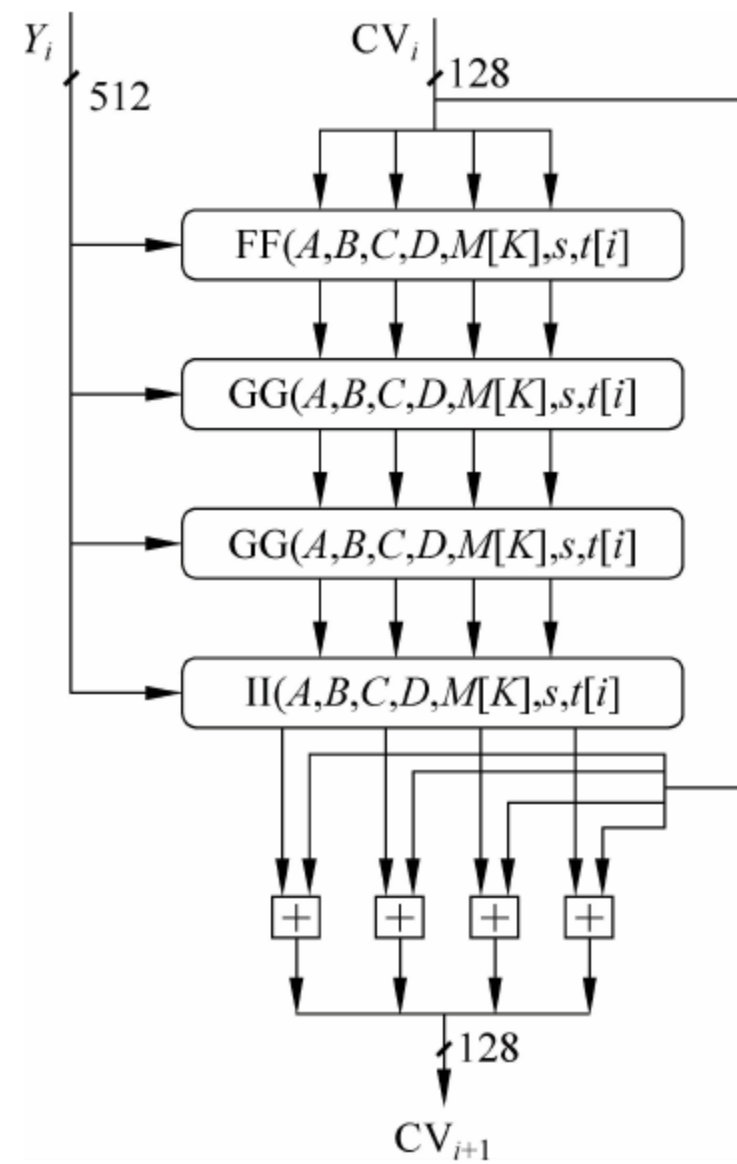 Yᵢ CVᵢ
512 128
FF(A,B,C,D,M[K],s,t[i]
GG(A,B,C,D,M[K],s,t[i]
GG(A,B,C,D,M[K],s,t[i]
II(A,B,C,D,M[K],s,t[i]
+ + + +
128
CVᵢ₊₁